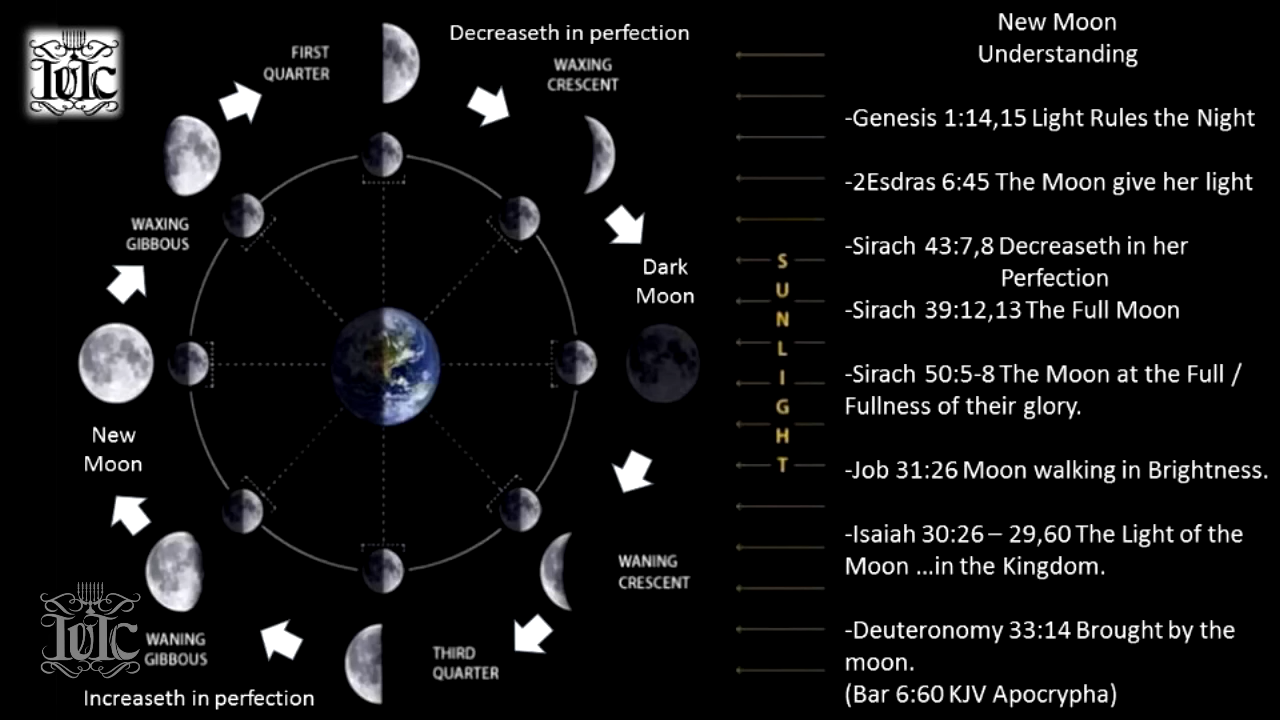 IUIC
Decreaseth in perfection
FIRST
QUARTER
WAXING
CRESCENT
WAXING
GIBBOUS
Dark
Moon
New
Moon
WANING
CRESCENT
IUIC
WANING
GIBBOUS
THIRD
QUARTER
Increaseth in perfection
SUNLIGHT
New Moon
Understanding
-Genesis 1:14,15 Light Rules the Night
-2Esdras 6:45 The Moon give her light
-Sirach 43:7,8 Decreaseth in her
Perfection
-Sirach 39:12,13 The Full Moon
-Sirach 50:5-8 The Moon at the Full /
Fullness of their glory.
-Job 31:26 Moon walking in Brightness.
-Isaiah 30:26 – 29,60 The Light of the
Moon ...in the Kingdom.
-Deuteronomy 33:14 Brought by the
moon.
(Bar 6:60 KJV Apocrypha)